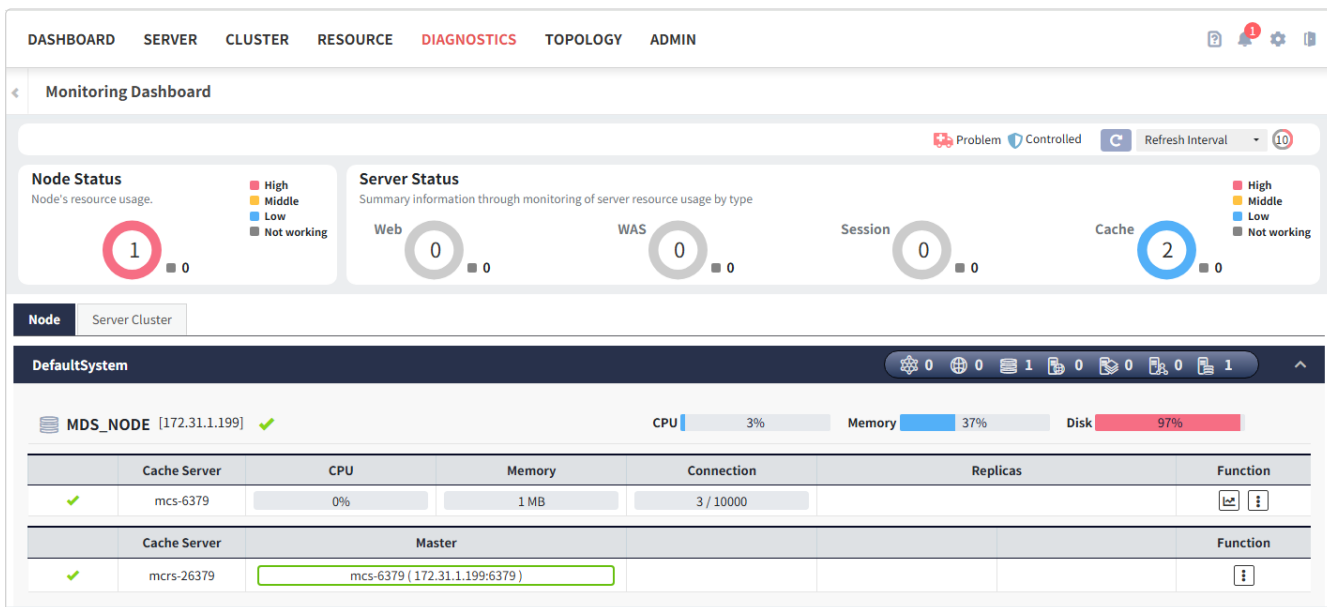 DASHBOARD SERVER CLUSTER RESOURCE DIAGNOSTICS TOPOLOGY ADMIN 1
Monitoring Dashboard
Problem Controlled Refresh Interval 10
Node Status
Node's resource usage.
High
Middle
Low
Not working
1 0
Server Status
Summary information through monitoring of server resource usage by type
Web 0 0
WAS 0 0
Session 0 0
Cache 2 0
High
Middle
Low
Not working
Node Server Cluster
DefaultSystem 0 0 1 0 0 0 1
MDS_NODE [172.31.1.199] CPU 3% Memory 37% Disk 97%
Cache Server CPU Memory Connection Replicas Function
mcs-6379 0% 1 MB 3 / 10000
Cache Server Master Function
mcrs-26379 mcs-6379 ( 172.31.1.199:6379 )